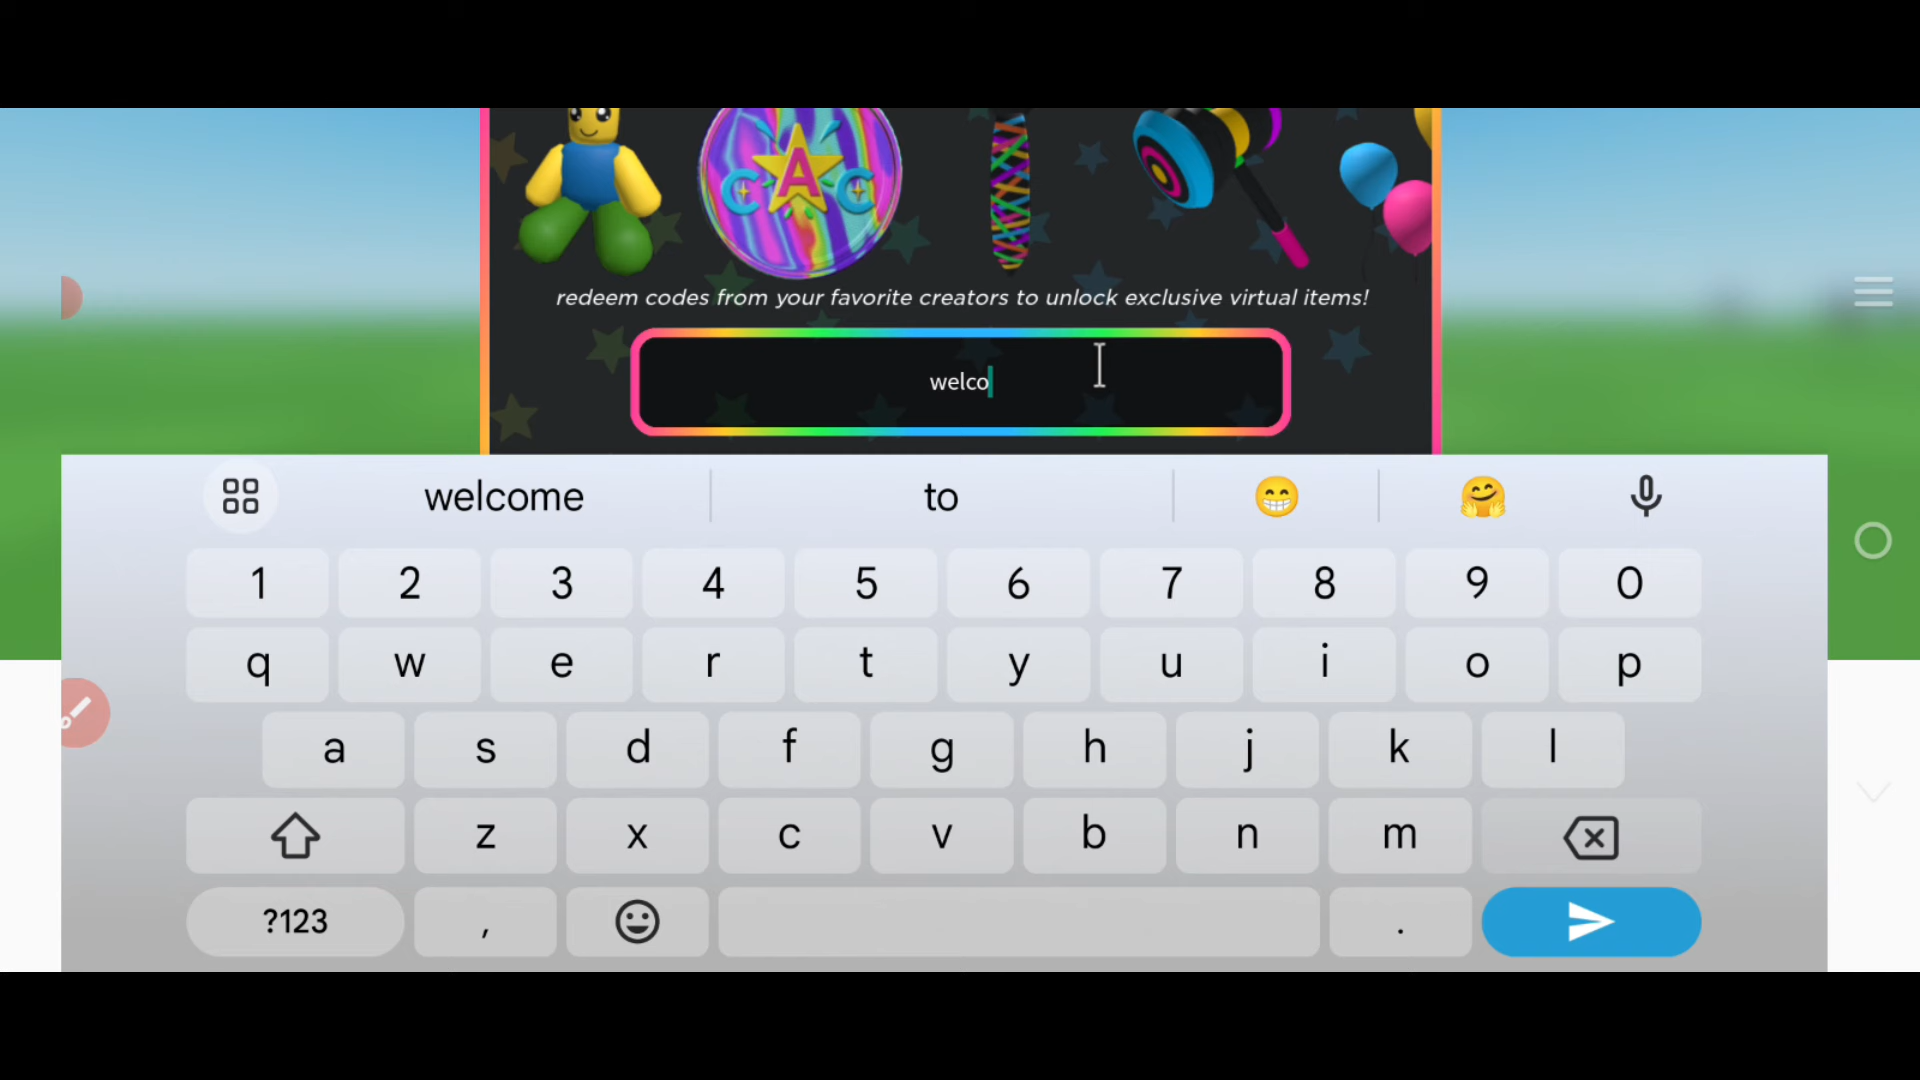 CAC
redeem codes from your favorite creators to unlock exclusive virtual items!
welco
welcome to 😁 🤗
1 2 3 4 5 6 7 8 9 0
q w e r t y u i o p
a s d f g h j k l
z x c v b n m
?123 , .